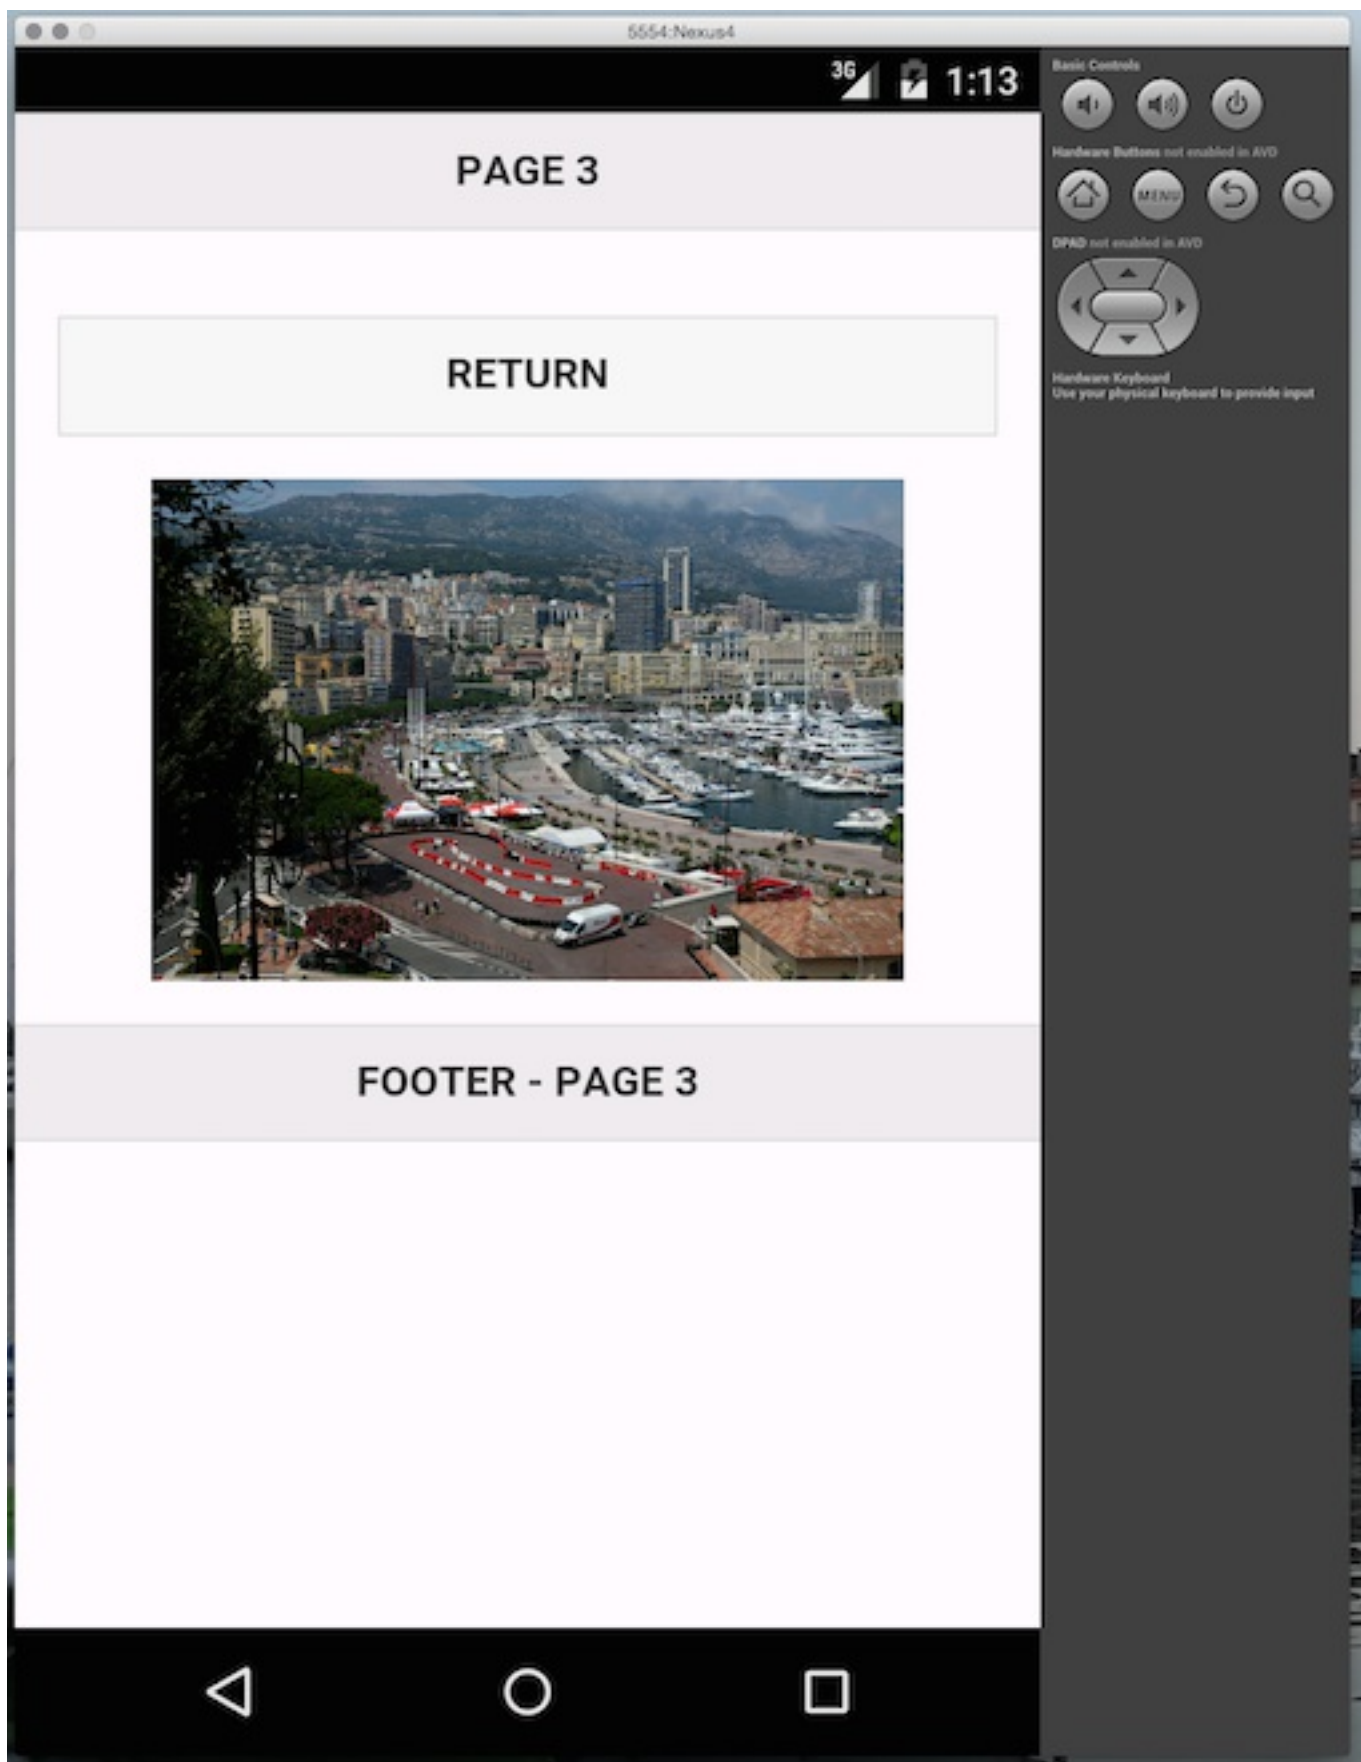 5554:Nexus4
3G 1:13
PAGE 3
RETURN
FOOTER - PAGE 3
Basic Controls
Hardware Buttons not enabled in AVD
MENU
DPAD not enabled in AVD
Hardware Keyboard
Use your physical keyboard to provide input